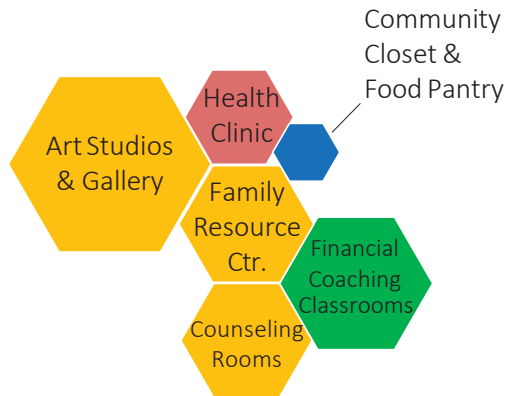 Community
Closet &
Food Pantry
Health
Clinic
Art Studios
& Gallery
Family
Resource
Ctr.
Financial
Coaching
Classrooms
Counseling
Rooms